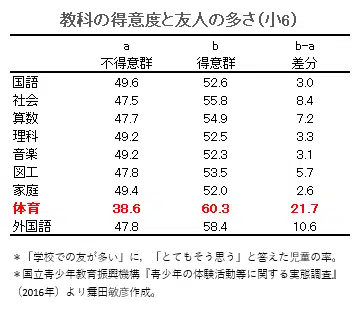 教科の得意度と友人の多さ（小6）
a b b-a
不得意群 得意群 差分
国語 49.6 52.6 3.0
社会 47.5 55.8 8.4
算数 47.7 54.9 7.2
理科 49.2 52.5 3.3
音楽 49.2 52.3 3.1
図工 47.8 53.5 5.7
家庭 49.4 52.0 2.6
体育 38.6 60.3 21.7
外国語 47.8 58.4 10.6
＊「学校での友が多い」に，「とてもそう思う」と答えた児童の率。
＊国立青少年教育振興機構『青少年の体験活動等に関する実態調査』
（2016年）より舞田敏彦作成。